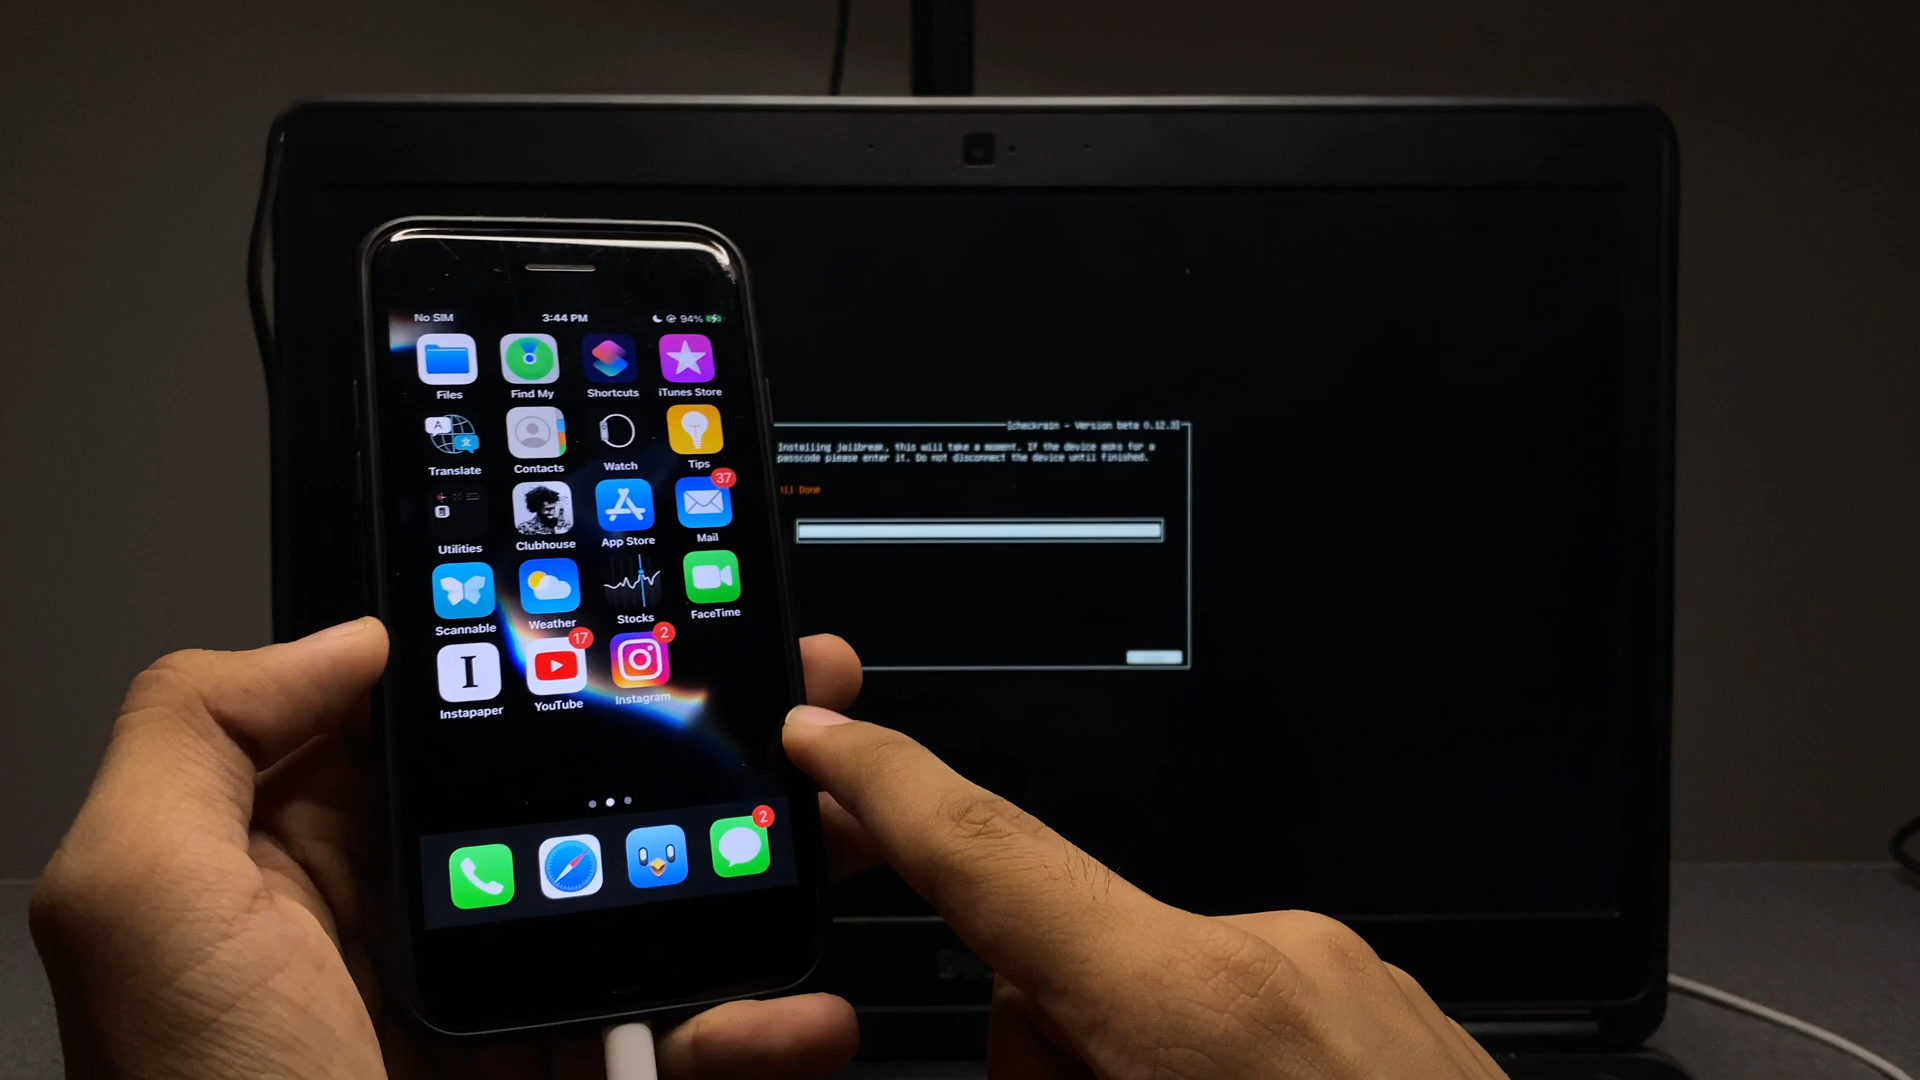 No SIM 3:44 PM 94%
Files Find My Shortcuts iTunes Store
A
Translate Contacts Watch Tips
37
Utilities Clubhouse App Store Mail
Scannable Weather Stocks FaceTime
17 2
I
Instapaper YouTube Instagram
2
[checkra1n - Version beta 0.12.3]
Installing jailbreak, this will take a moment. If the device asks for a
passcode please enter it. Do not disconnect the device until finished.
All Done